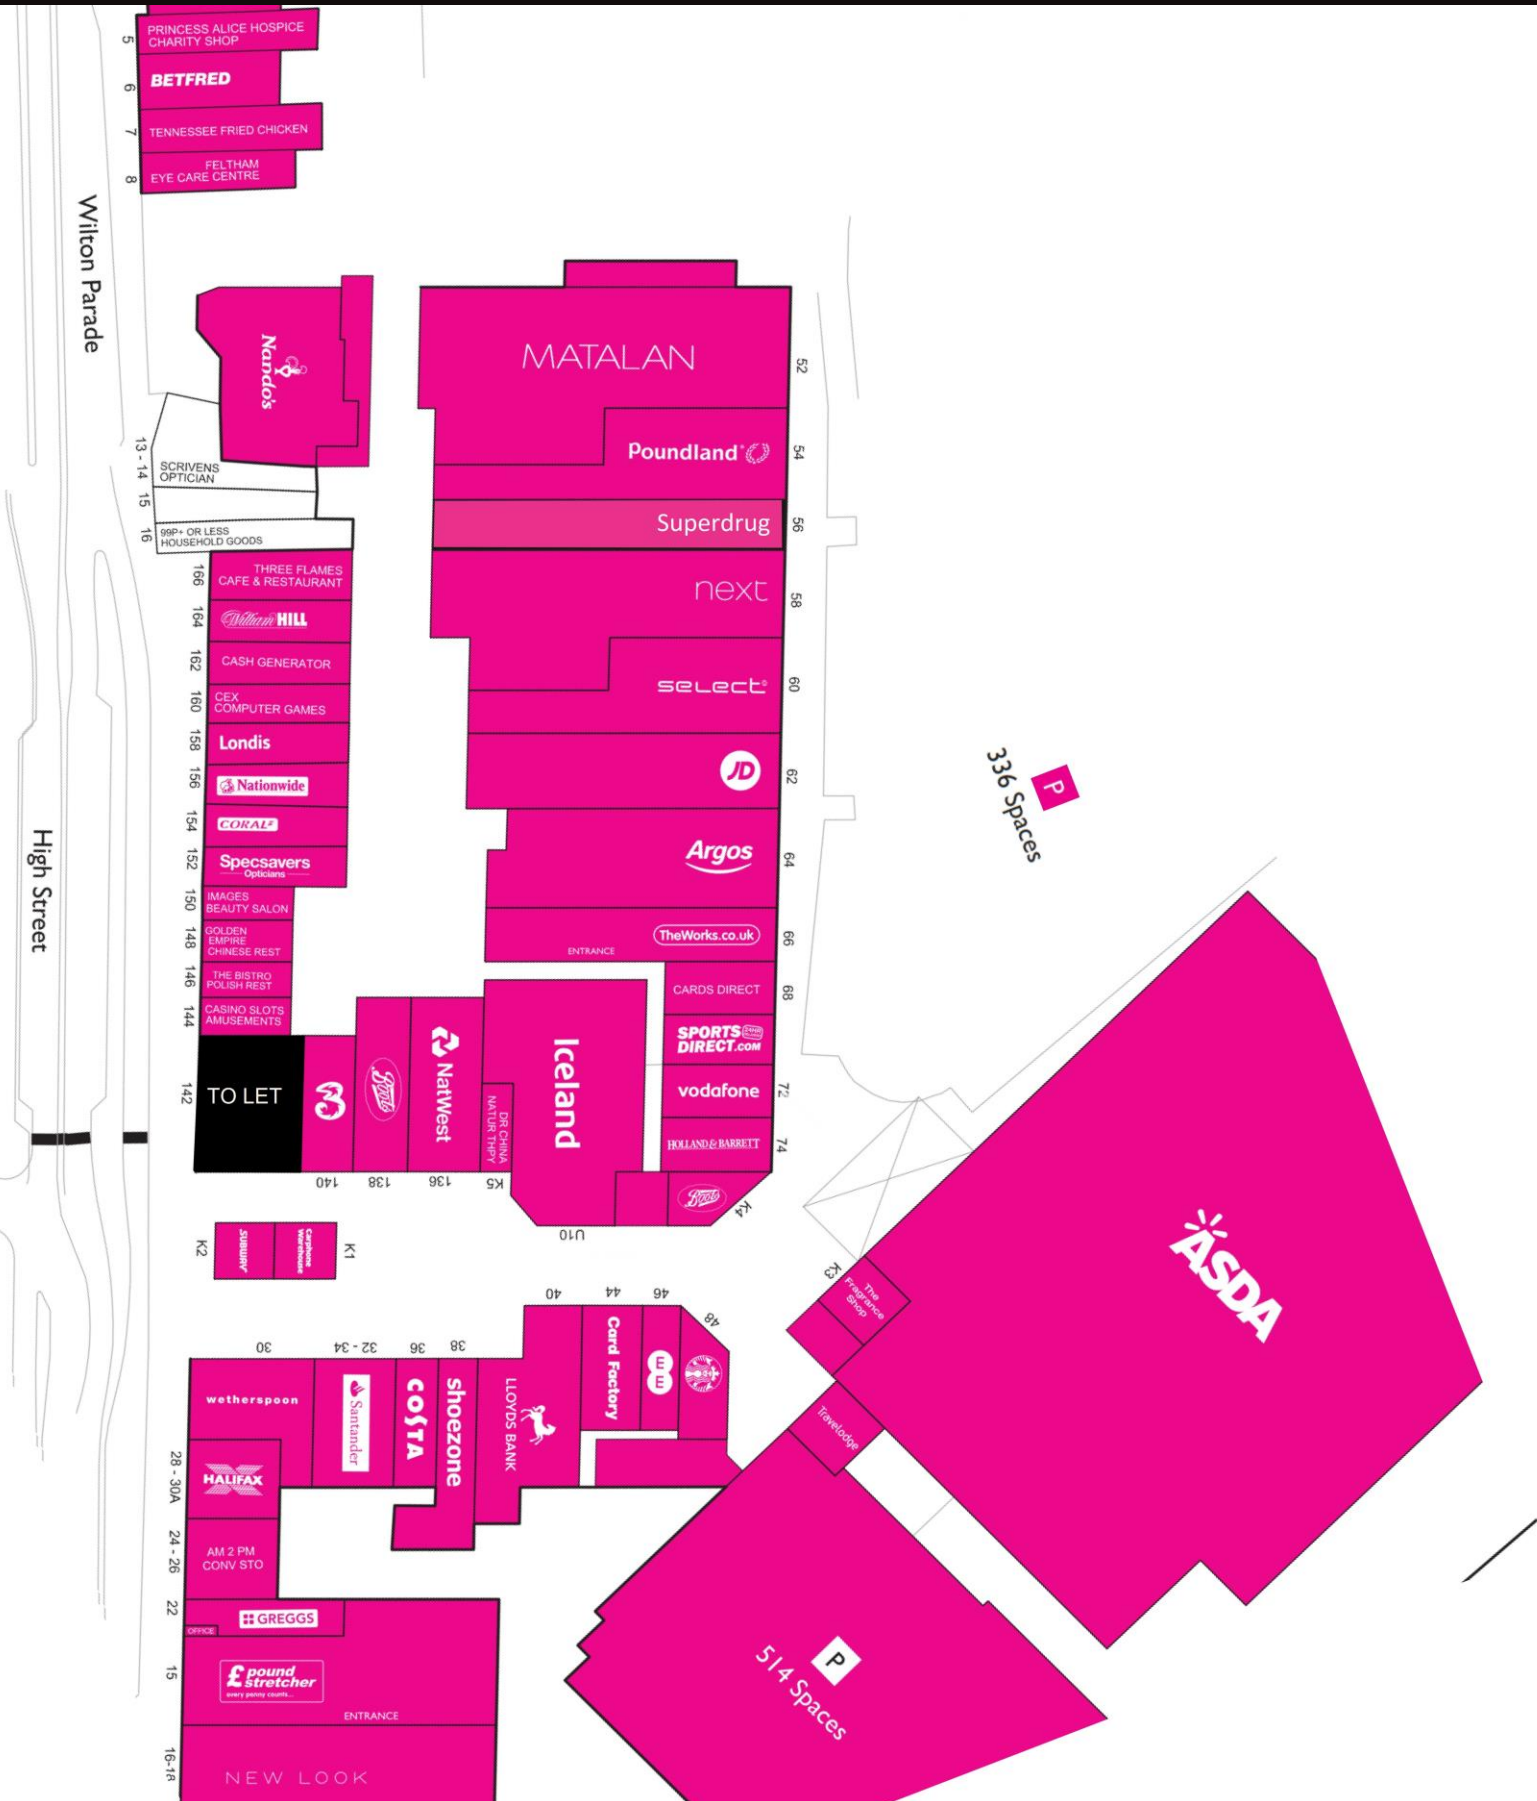 5
PRINCESS ALICE HOSPICE
CHARITY SHOP
6
BETFRED
7
TENNESSEE FRIED CHICKEN
8
FELTHAM
EYE CARE CENTRE
Wilton Parade
Nando's
MATALAN
52
13 - 14
SCRIVENS
OPTICIAN
Poundland
54
15
16
99P+ OR LESS
HOUSEHOLD GOODS
Superdrug
56
166
THREE FLAMES
CAFE & RESTAURANT
next
58
164
William HILL
162
CASH GENERATOR
160
CEX
COMPUTER GAMES
select
60
158
Londis
156
Nationwide
JD
62
154
CORAL
152
Specsavers
Opticians
Argos
64
P
336 Spaces
High Street
150
IMAGES
BEAUTY SALON
148
GOLDEN
EMPIRE
CHINESE REST
TheWorks.co.uk
ENTRANCE
66
146
THE BISTRO
POLISH REST
CARDS DIRECT
68
144
CASINO SLOTS
AMUSEMENTS
SPORTS
DIRECT.COM
24HR
142
TO LET
3
Boots
NatWest
DR CHINA
NATUR THPY
Iceland
vodafone
72
HOLLAND & BARRETT
74
140
138
136
K5
U10
Boots
K4
K2
SUBWAY
Carphone
Warehouse
K1
K3
The
Fragrance
Shop
ASDA
40
44
46
48
30
32 - 34
36
38
wetherspoon
Santander
COSTA
shoezone
LLOYDS BANK
Card Factory
EE
Travelodge
28 - 30A
HALIFAX
24 - 26
AM 2 PM
CONV STO
22
GREGGS
OFFICE
15
£ pound
stretcher
every penny counts...
ENTRANCE
P
514 Spaces
16-18
NEW LOOK